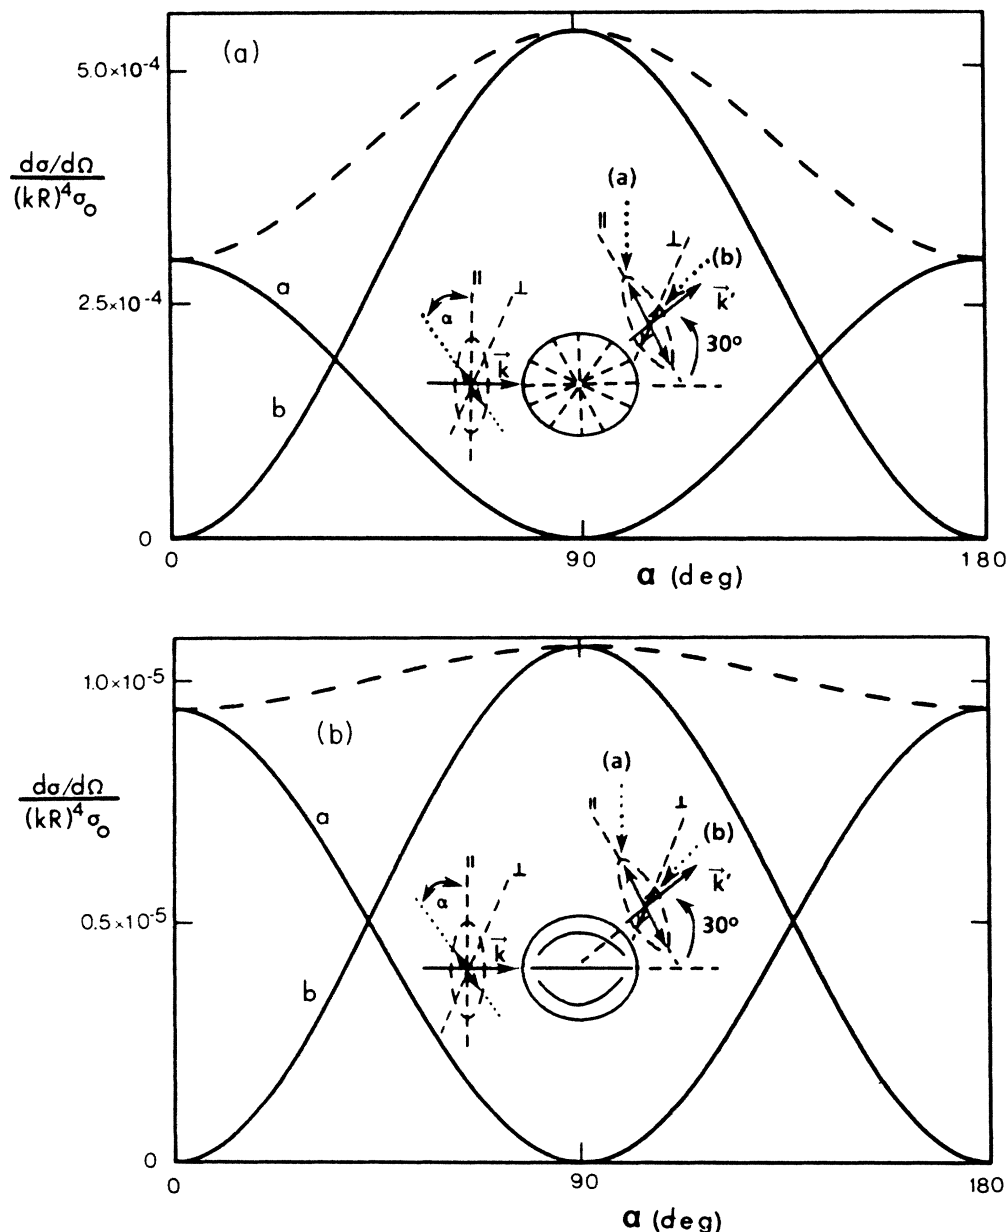 (a)
5.0×10⁻⁴
dσ/dΩ
(kR)⁴σ₀
2.5×10⁻⁴
0
a
b
(a)
||
⊥
(b)
k⃗′
30°
||
⊥
α
k⃗
0
90
180
α (deg)
(b)
1.0×10⁻⁵
dσ/dΩ
(kR)⁴σ₀
0.5×10⁻⁵
0
a
b
(a)
||
⊥
(b)
k⃗′
30°
||
⊥
α
k⃗
0
90
180
α (deg)